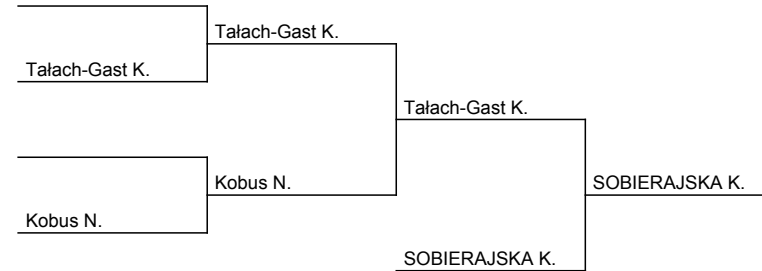 Tałach-Gast K.
Tałach-Gast K.
Tałach-Gast K.
Kobus N.
SOBIERAJSKA K.
Kobus N.
SOBIERAJSKA K.